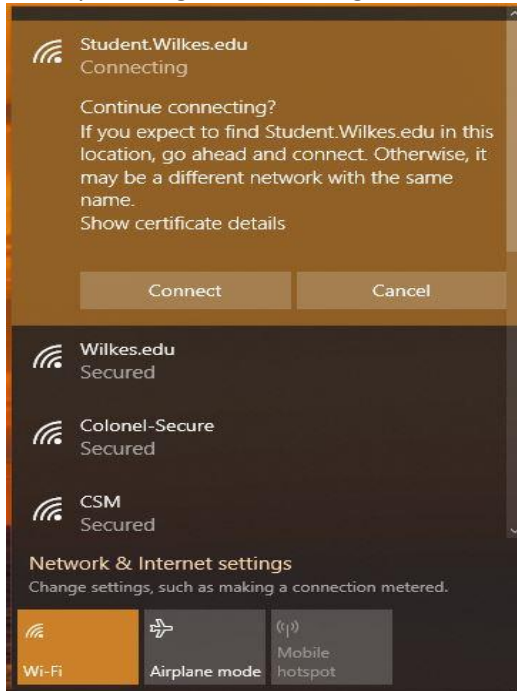 Student.Wilkes.edu
Connecting
Continue connecting?
If you expect to find Student.Wilkes.edu in this
location, go ahead and connect. Otherwise, it
may be a different network with the same
name.
Show certificate details
Connect
Cancel
Wilkes.edu
Secured
Colonel-Secure
Secured
CSM
Secured
Network & Internet settings
Change settings, such as making a connection metered.
Wi-Fi
Airplane mode
Mobile
hotspot